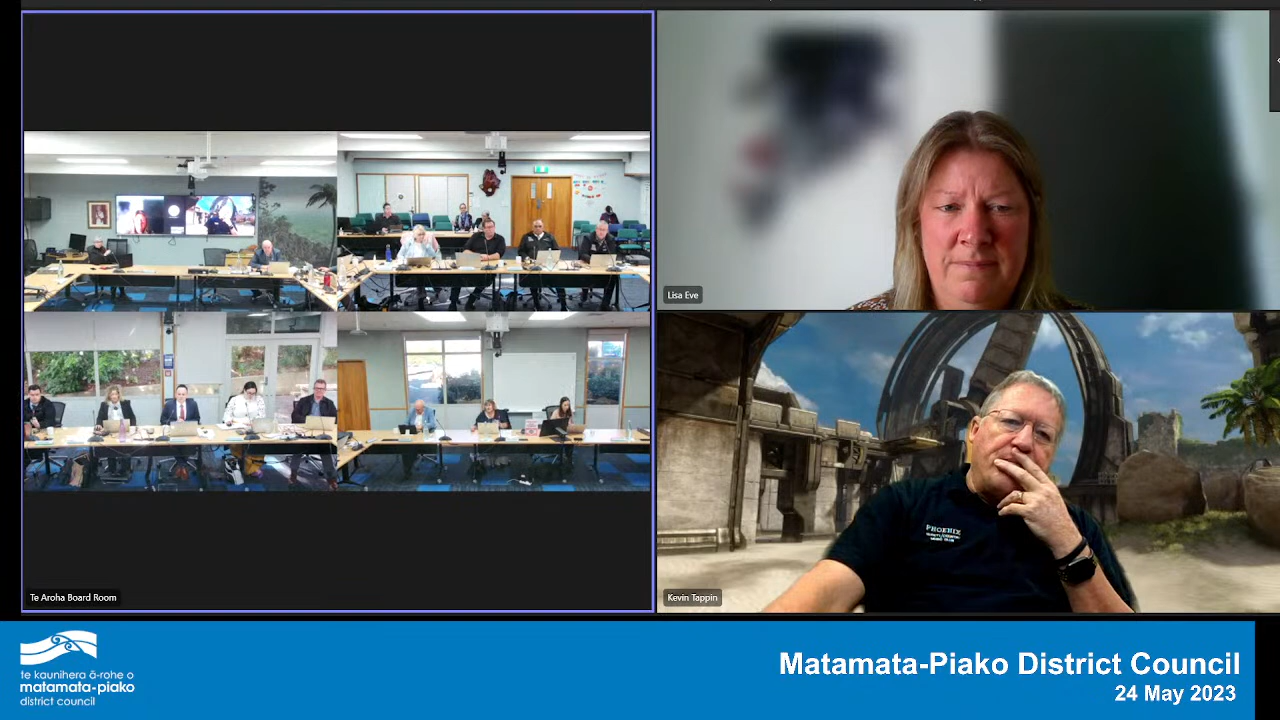 Lisa Eve
PHOENIX
Te Aroha Board Room
Kevin Tappin
te kaunihera ā-rohe o
matamata-piako
district council
Matamata-Piako District Council
24 May 2023